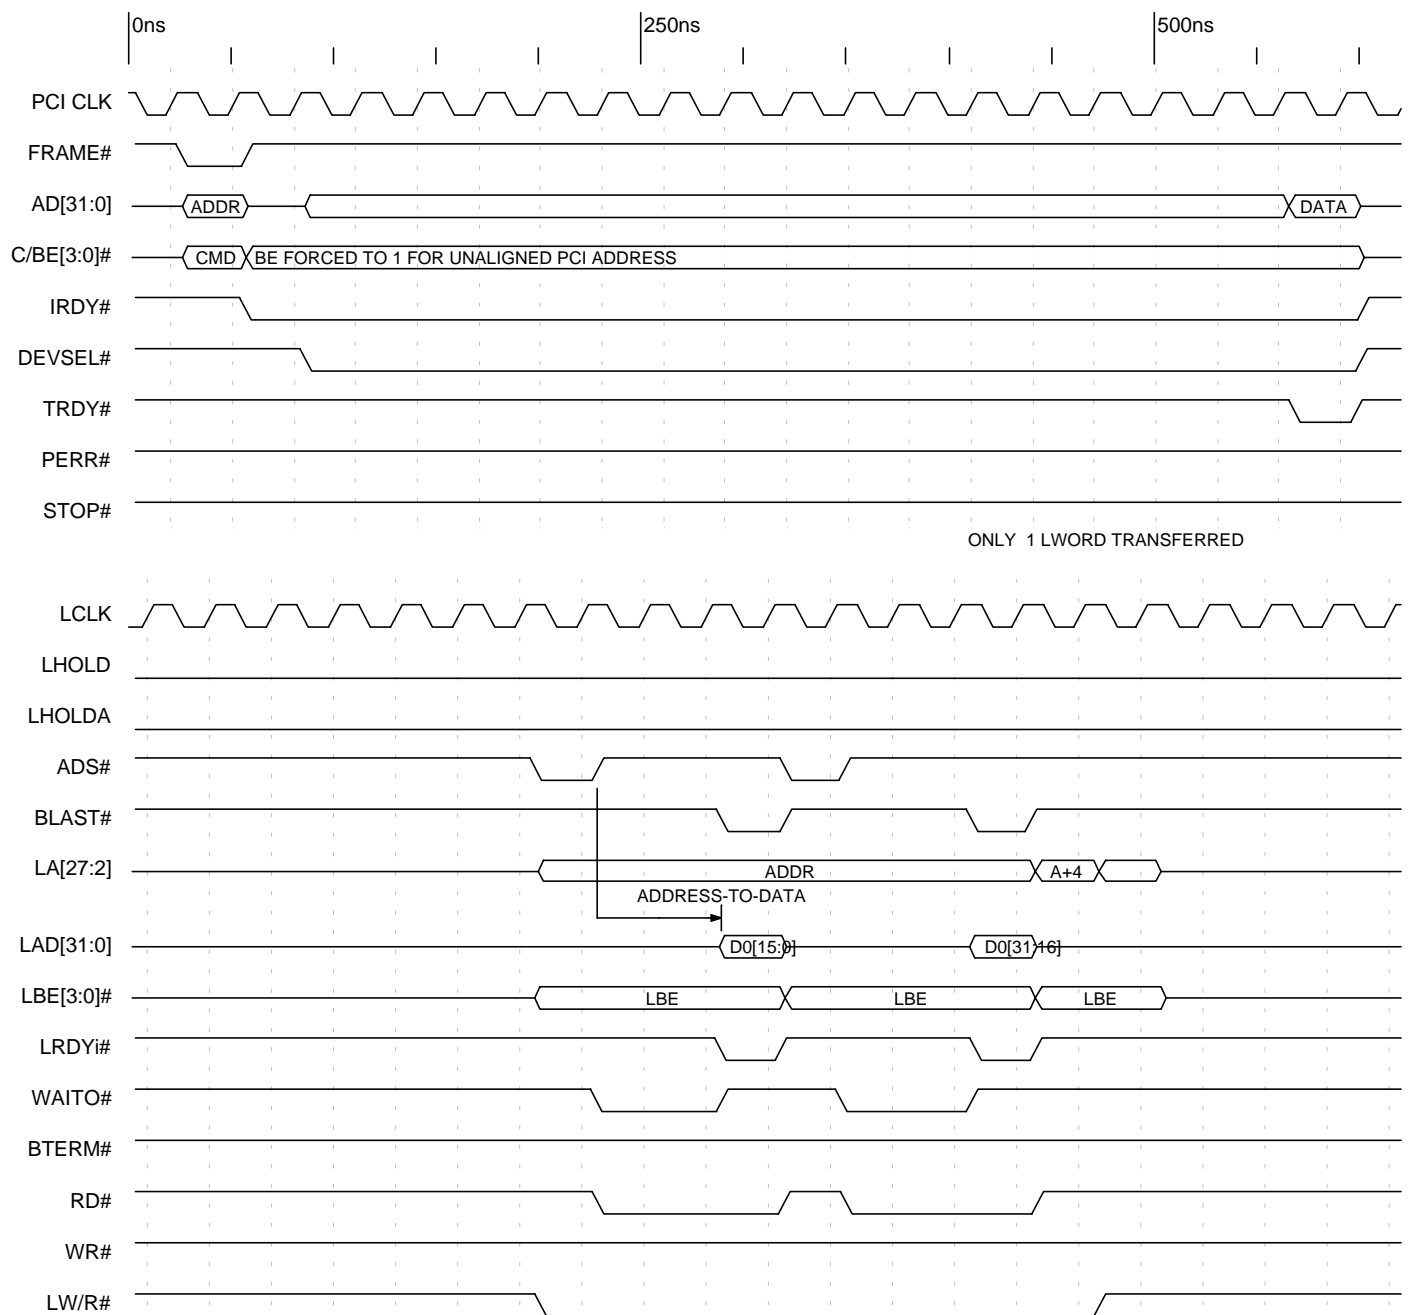 0ns 250ns 500ns
PCI CLK
FRAME#
AD[31:0] ADDR DATA
C/BE[3:0]# CMD BE FORCED TO 1 FOR UNALIGNED PCI ADDRESS
IRDY#
DEVSEL#
TRDY#
PERR#
STOP#
ONLY 1 LWORD TRANSFERRED
LCLK
LHOLD
LHOLDA
ADS#
BLAST#
LA[27:2] ADDR A+4
ADDRESS-TO-DATA
LAD[31:0] D0[15:0] D0[31:16]
LBE[3:0]# LBE LBE LBE
LRDYi#
WAITO#
BTERM#
RD#
WR#
LW/R#